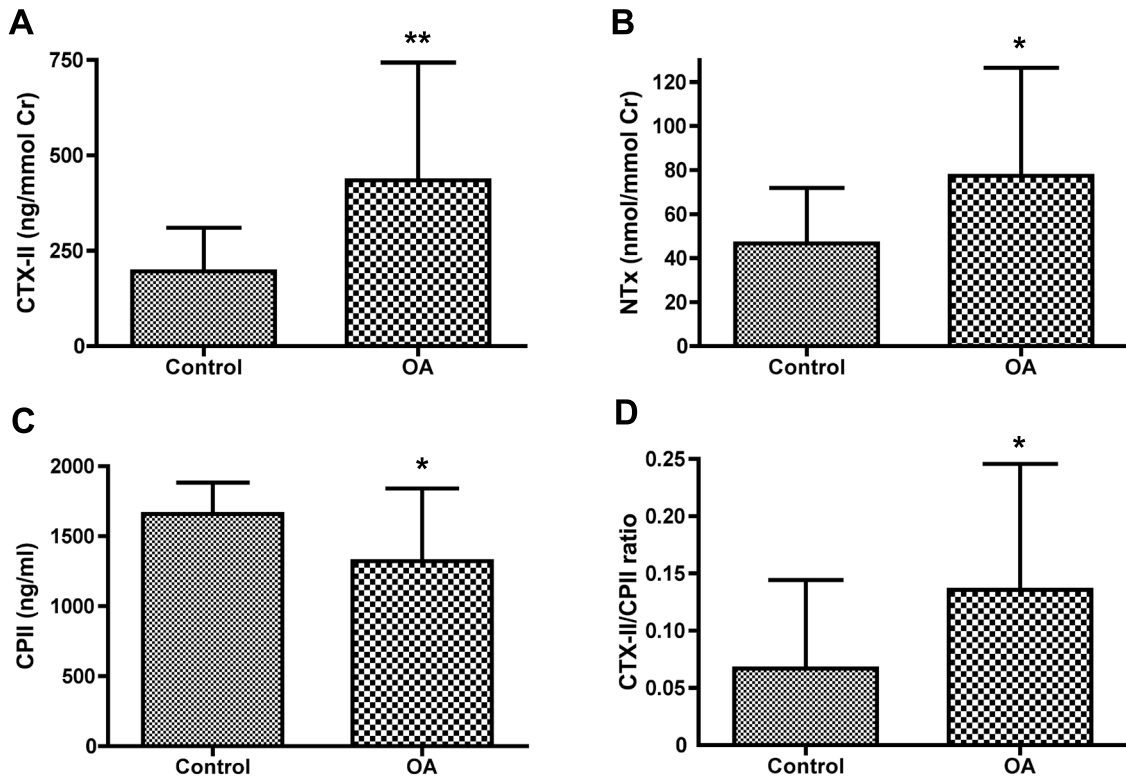 A
**
CTX-II (ng/mmol Cr)
750
500
250
0
Control
OA
B
*
NTx (nmol/mmol Cr)
120
100
80
60
40
20
0
Control
OA
C
*
CPII (ng/ml)
2000
1500
1000
500
0
Control
OA
D
*
CTX-II/CPII ratio
0.25
0.20
0.15
0.10
0.05
0
Control
OA